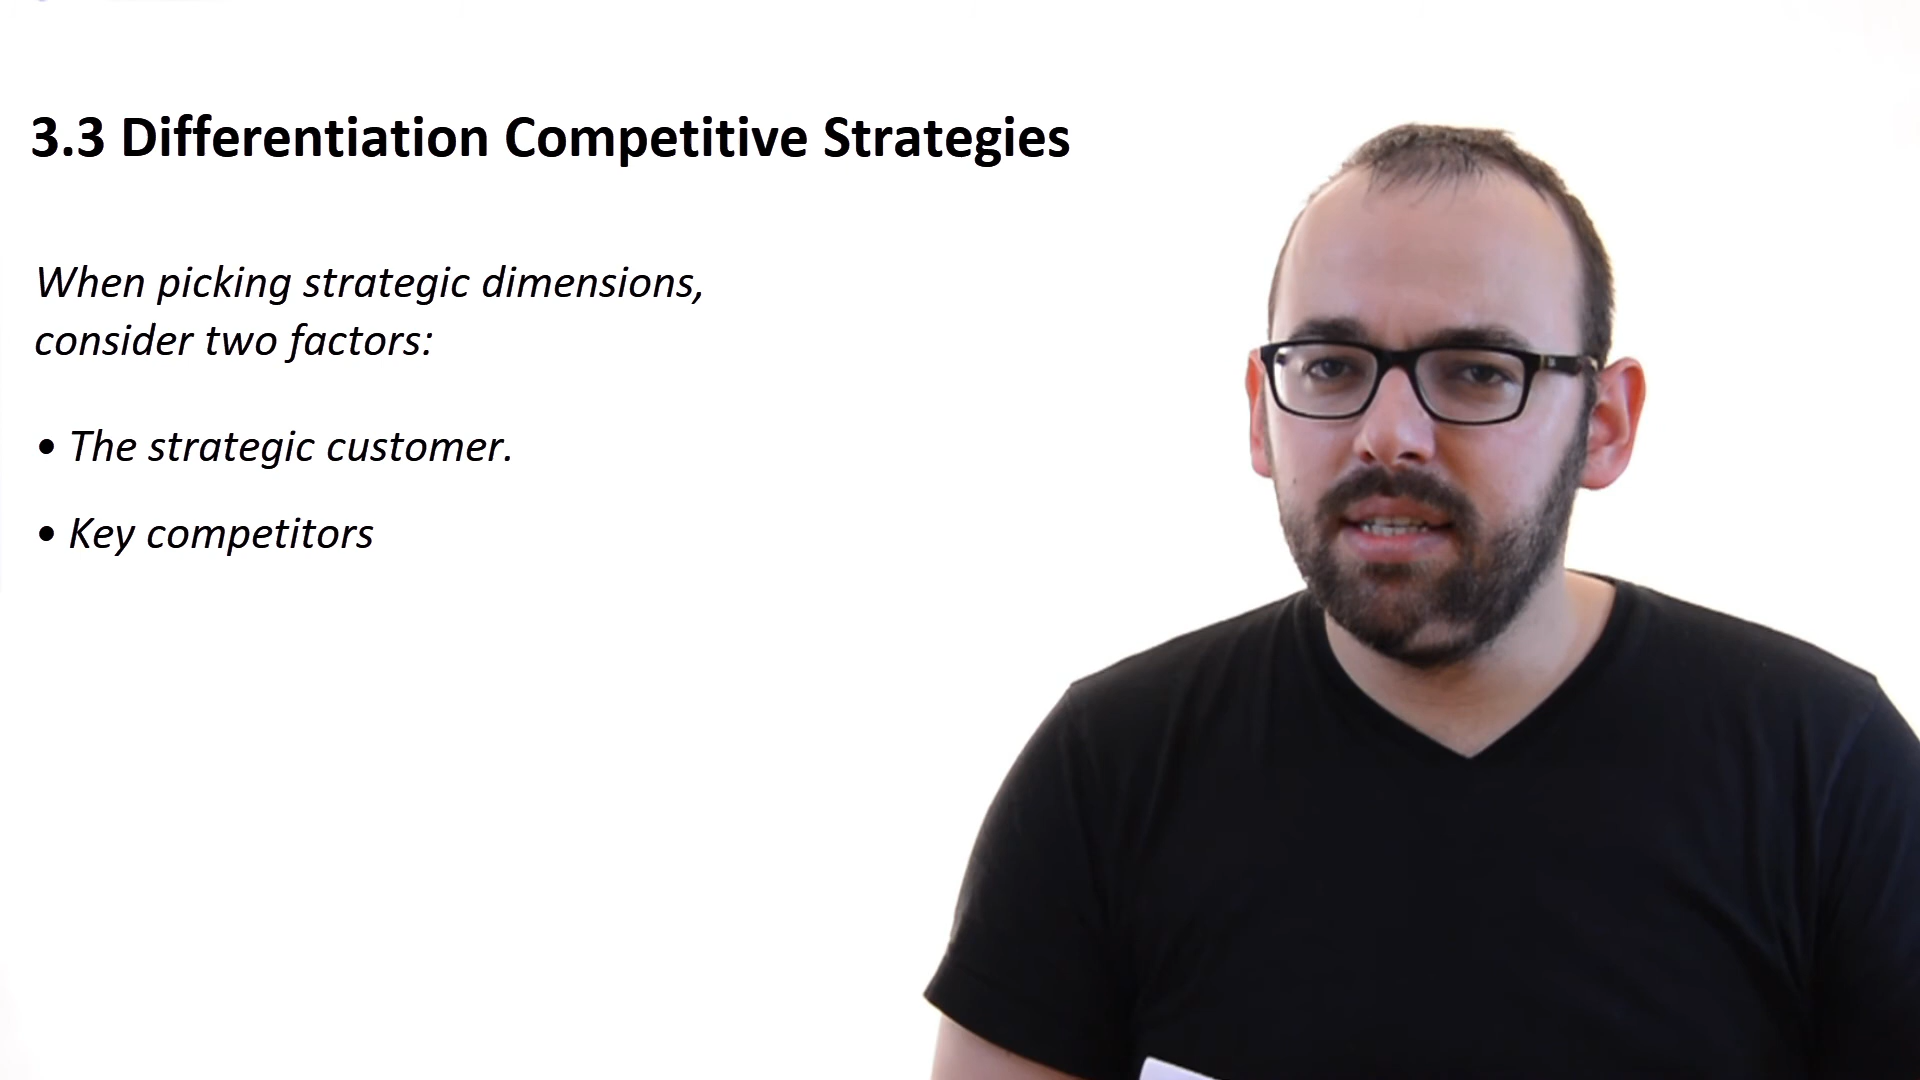 3.3 Differentiation Competitive Strategies
When picking strategic dimensions,
consider two factors:
• The strategic customer.
• Key competitors